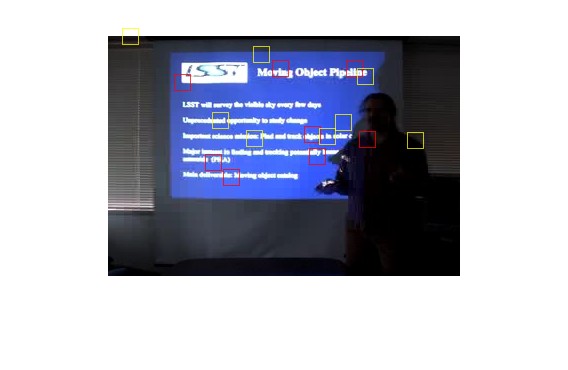 LSST
Moving Object Pipeline
LSST will survey the visible sky every few days
Unprecedented opportunity to study change
Important science mission: Find and track objects in solar
Major interest in finding and tracking potentially
asteroids (PHA)
Main deliverable: Moving object catalog